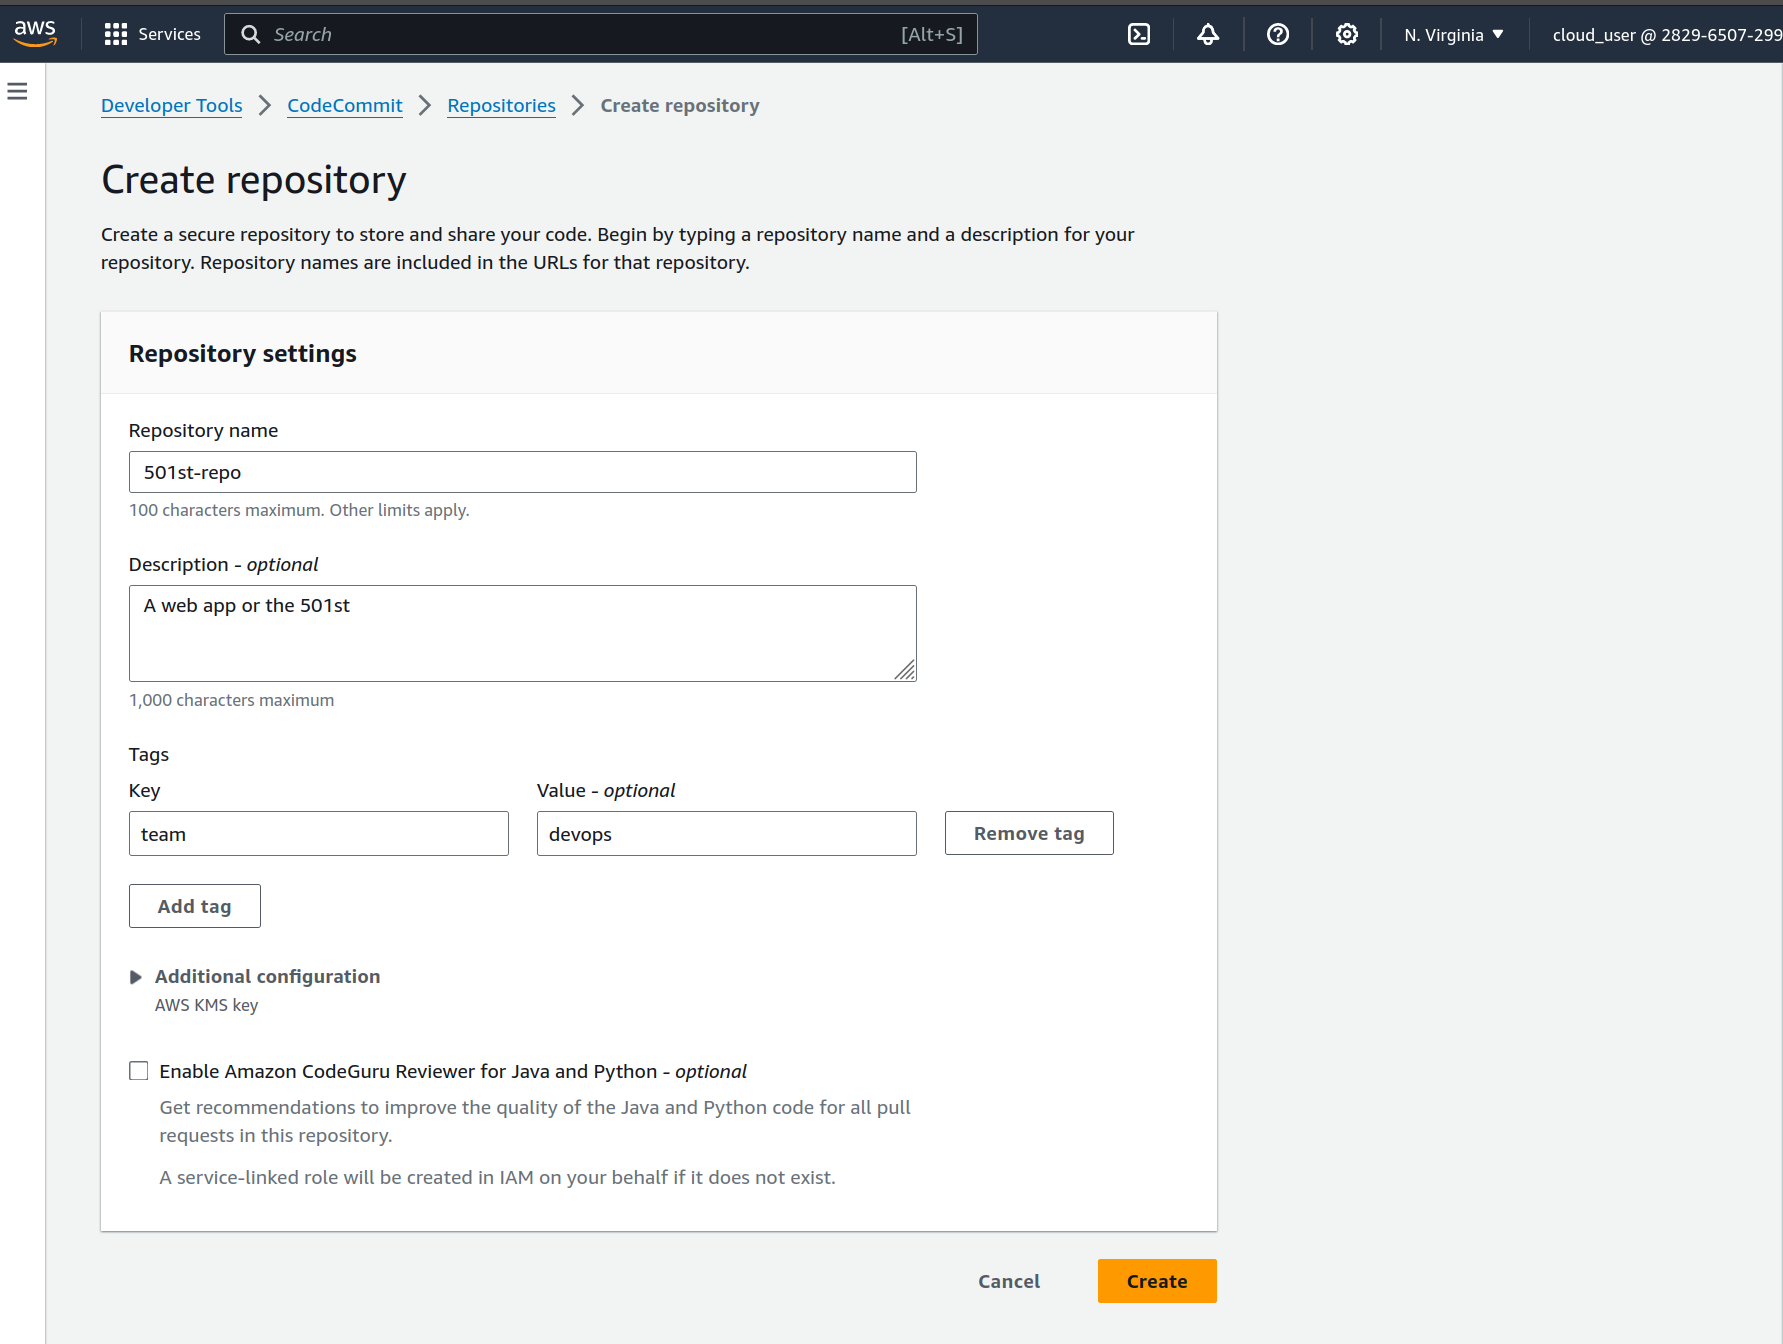 aws
Services
Search
[Alt+S]
N. Virginia
cloud_user @ 2829-6507-299
Developer Tools
CodeCommit
Repositories
Create repository
Create repository
Create a secure repository to store and share your code. Begin by typing a repository name and a description for your
repository. Repository names are included in the URLs for that repository.
Repository settings
Repository name
501st-repo
100 characters maximum. Other limits apply.
Description - optional
A web app or the 501st
1,000 characters maximum
Tags
Key
Value - optional
team
devops
Remove tag
Add tag
Additional configuration
AWS KMS key
Enable Amazon CodeGuru Reviewer for Java and Python - optional
Get recommendations to improve the quality of the Java and Python code for all pull
requests in this repository.
A service-linked role will be created in IAM on your behalf if it does not exist.
Cancel
Create